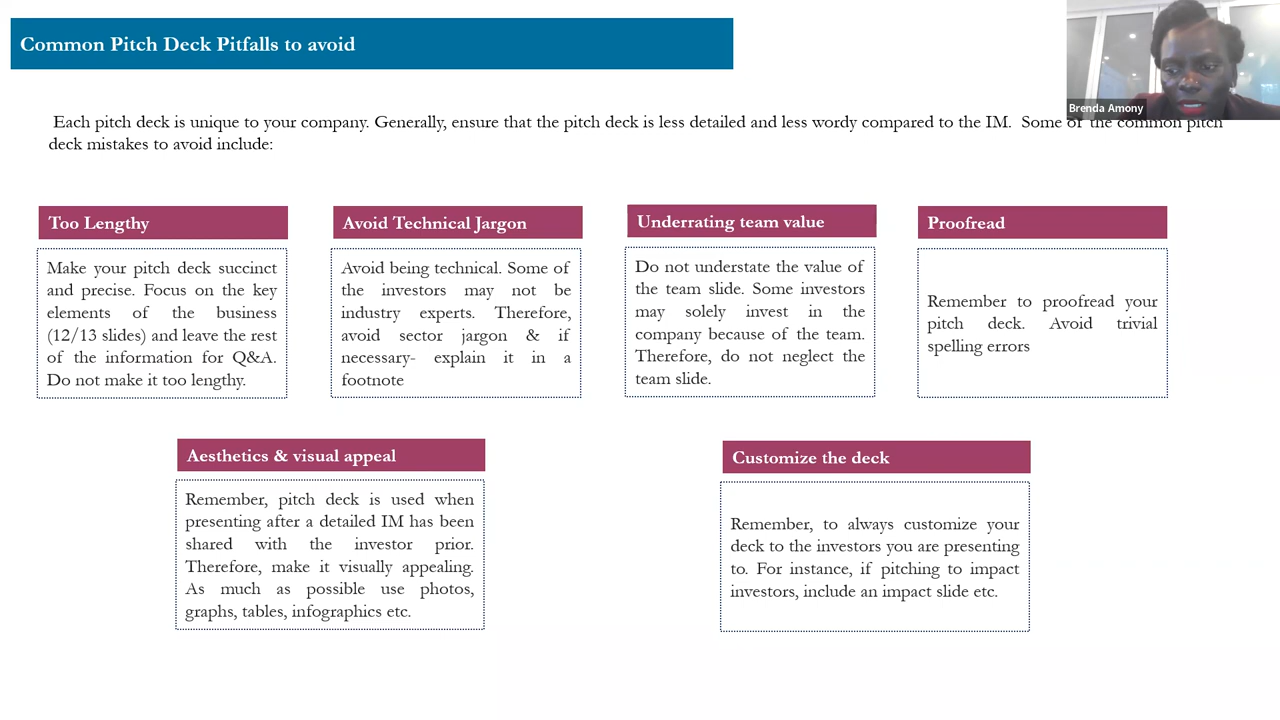 Common Pitch Deck Pitfalls to avoid
Brenda Amony
Each pitch deck is unique to your company. Generally, ensure that the pitch deck is less detailed and less wordy compared to the IM. Some of the common pitch
deck mistakes to avoid include:
Too Lengthy
Make your pitch deck succinct
and precise. Focus on the key
elements of the business
(12/13 slides) and leave the rest
of the information for Q&A.
Do not make it too lengthy.
Avoid Technical Jargon
Avoid being technical. Some of
the investors may not be
industry experts. Therefore,
avoid sector jargon & if
necessary- explain it in a
footnote
Underrating team value
Do not understate the value of
the team slide. Some investors
may solely invest in the
company because of the team.
Therefore, do not neglect the
team slide.
Proofread
Remember to proofread your
pitch deck. Avoid trivial
spelling errors
Aesthetics & visual appeal
Remember, pitch deck is used when
presenting after a detailed IM has been
shared with the investor prior.
Therefore, make it visually appealing.
As much as possible use photos,
graphs, tables, infographics etc.
Customize the deck
Remember, to always customize your
deck to the investors you are presenting
to. For instance, if pitching to impact
investors, include an impact slide etc.